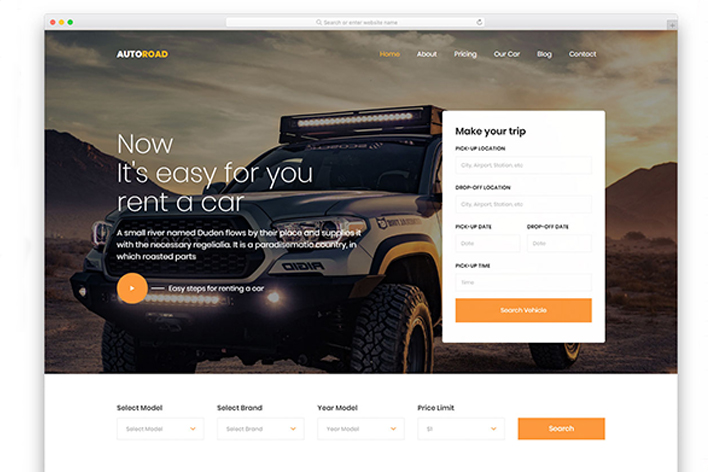 Search or enter website name
AUTOROAD
Home About Pricing Our Car Blog Contact
Now
It's easy for you
rent a car
A small river named Duden flows by their place and supplies it
with the necessary regelialia. It is a paradisematic country, in
which roasted parts
Easy steps for renting a car
Make your trip
PICK-UP LOCATION
City, Airport, Station, etc
DROP-OFF LOCATION
City, Airport, Station, etc
PICK-UP DATE DROP-OFF DATE
Date Date
PICK-UP TIME
Time
Search Vehicle
TOYOTA
DIDIA
Select Model Select Brand Year Model Price Limit
Select Model Select Brand Year Model $1 Search